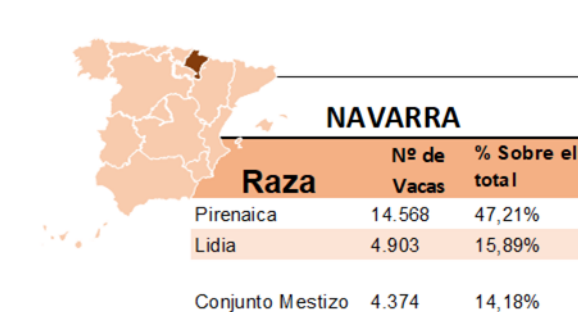 NAVARRA
Raza Nº de Vacas % Sobre el total
Pirenaica 14.568 47,21%
Lidia 4.903 15,89%
Conjunto Mestizo 4.374 14,18%